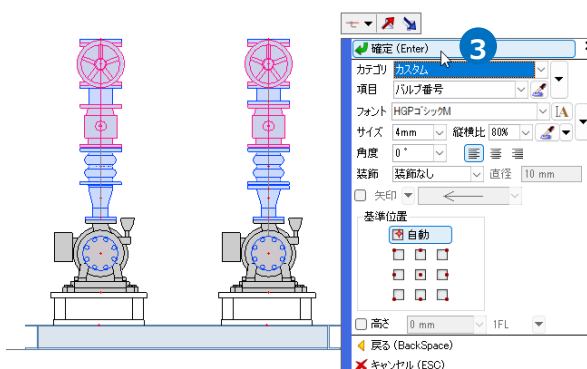 確定 (Enter)
3
カテゴリ カスタム
項目 バルブ番号
フォント HGPｺﾞｼｯｸM
サイズ 4mm 縦横比 80%
角度 0°
装飾 装飾なし 直径 10 mm
矢印
基準位置
自動
高さ 0 mm 1FL
戻る (BackSpace)
キャンセル (ESC)